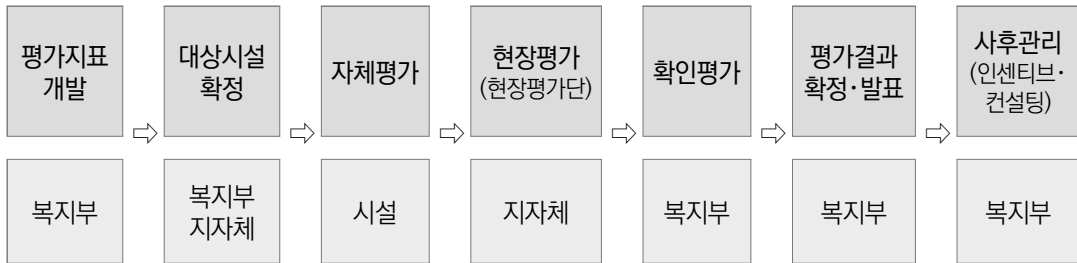 평가지표
개발
대상시설
확정
자체평가
현장평가
(현장평가단)
확인평가
평가결과
확정·발표
사후관리
(인센티브·
컨설팅)
복지부
복지부
지자체
시설
지자체
복지부
복지부
복지부